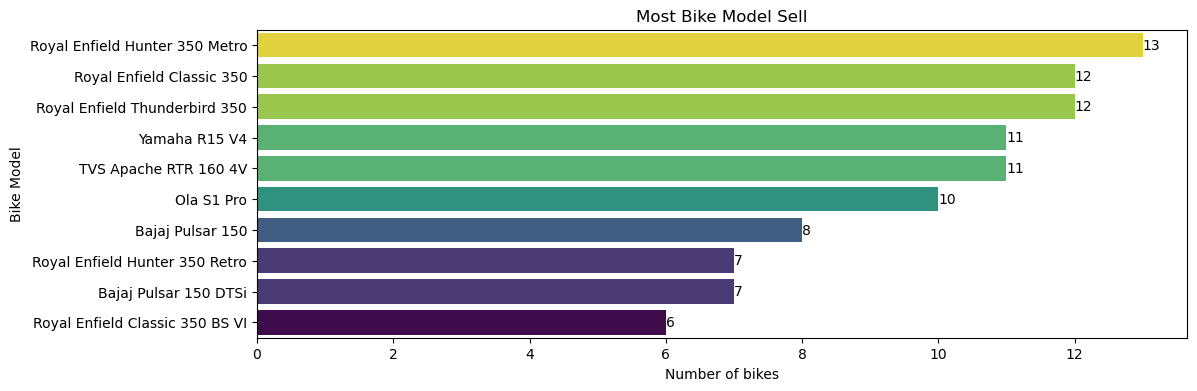 Most Bike Model Sell
Bike Model
Royal Enfield Hunter 350 Metro 13
Royal Enfield Classic 350 12
Royal Enfield Thunderbird 350 12
Yamaha R15 V4 11
TVS Apache RTR 160 4V 11
Ola S1 Pro 10
Bajaj Pulsar 150 8
Royal Enfield Hunter 350 Retro 7
Bajaj Pulsar 150 DTSi 7
Royal Enfield Classic 350 BS VI 6
0 2 4 6 8 10 12
Number of bikes